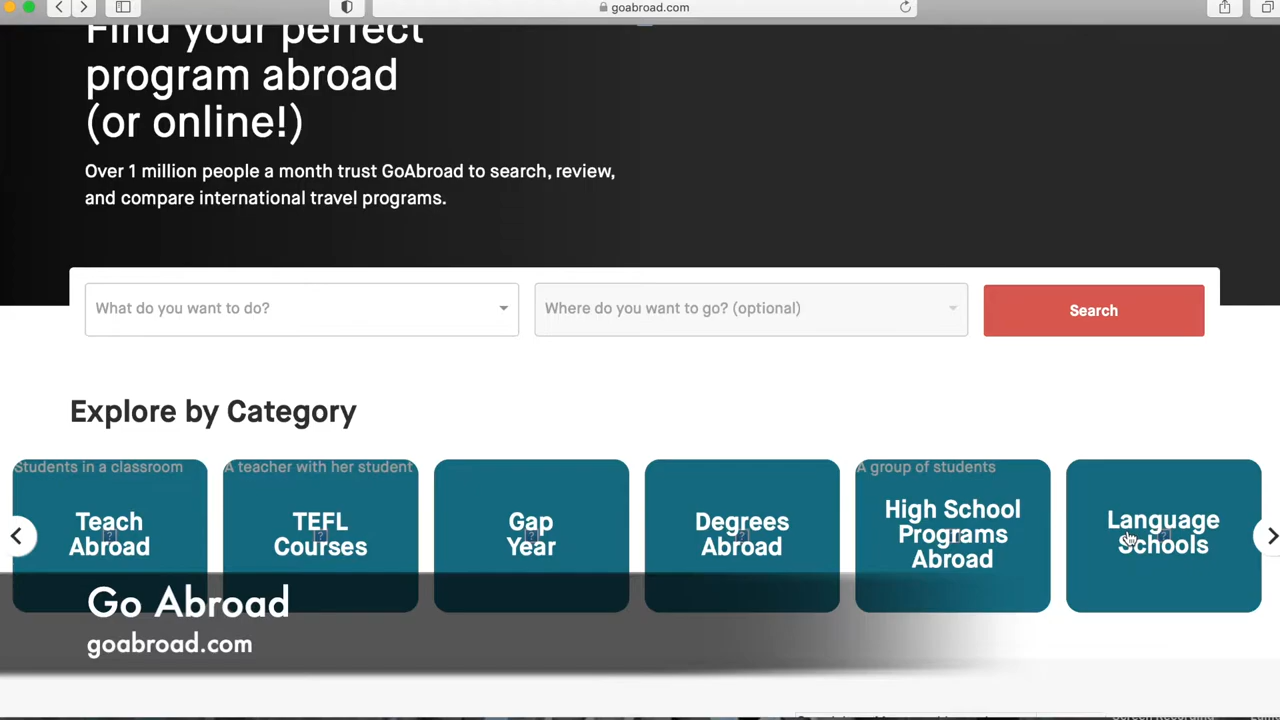 goabroad.com
Find your perfect
program abroad
(or online!)
Over 1 million people a month trust GoAbroad to search, review,
and compare international travel programs.
What do you want to do?
Where do you want to go? (optional)
Search
Explore by Category
Students in a classroom
Teach
Abroad
A teacher with her student
TEFL
Courses
Gap
Year
Degrees
Abroad
A group of students
High School
Programs
Abroad
Language
Schools
Go Abroad
goabroad.com